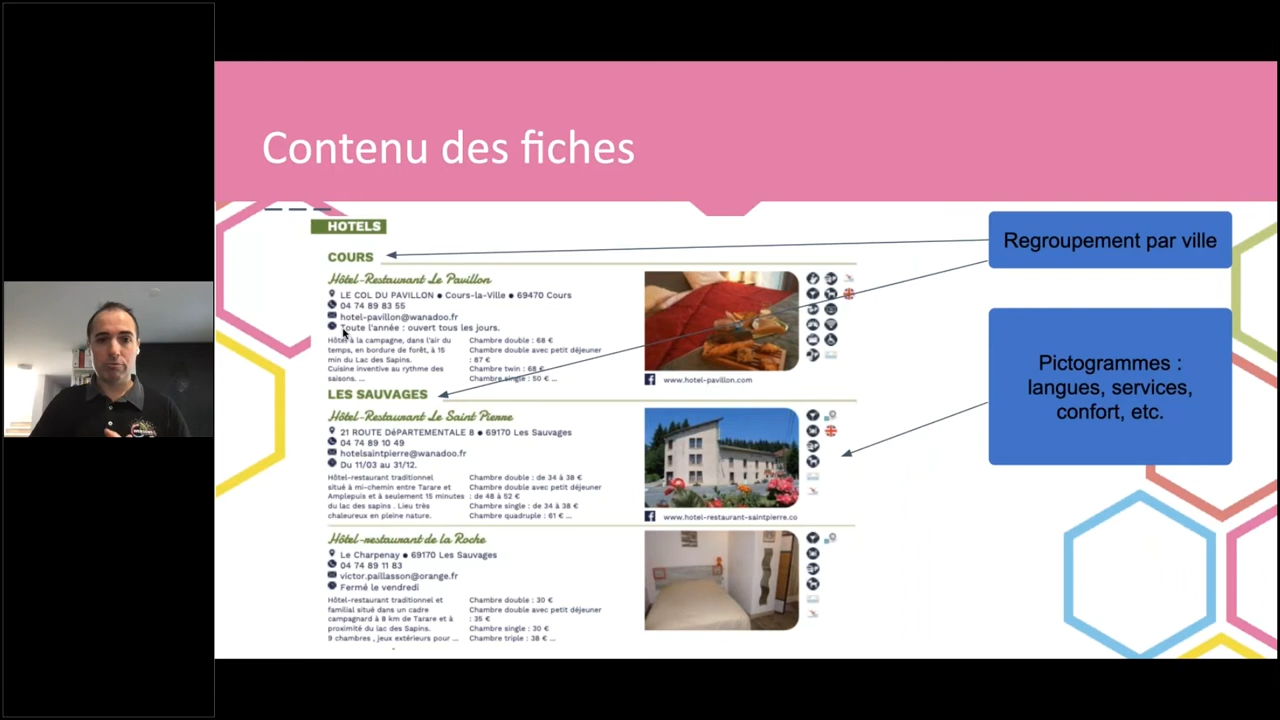 Contenu des fiches
HOTELS
Regroupement par ville
COURS
Hôtel-Restaurant Le Pavillon
LE COL DU PAVILLON ● Cours-la-Ville ● 69470 Cours
04 74 89 83 55
hotel-pavillon@wanadoo.fr
Toute l'année : ouvert tous les jours.
Hôtel à la campagne, dans l'air du
temps, en bordure de forêt, à 15
min du Lac des Sapins.
Cuisine inventive au rythme des
saisons. ...
Chambre double : 68 €
Chambre double avec petit déjeuner
: 87 €
Chambre twin : 68 €
Chambre single : 50 € ...
www.hotel-pavillon.com
Pictogrammes :
langues, services,
confort, etc.
LES SAUVAGES
Hôtel-Restaurant Le Saint Pierre
21 ROUTE DéPARTEMENTALE 8 ● 69170 Les Sauvages
04 74 89 10 49
hotelsaintpierre@wanadoo.fr
Du 11/03 au 31/12.
Hôtel-restaurant traditionnel
situé à mi-chemin entre Tarare et
Amplepuis et à seulement 15 minutes
du lac des sapins . Lieu très
chaleureux en pleine nature.
Chambre double : de 34 à 38 €
Chambre double avec petit déjeuner
: de 48 à 52 €
Chambre single : de 34 à 38 €
Chambre quadruple : 61 € ...
www.hotel-restaurant-saintpierre.co
Hôtel-restaurant de la Roche
Le Charpenay ● 69170 Les Sauvages
04 74 89 11 83
victor.paillasson@orange.fr
Fermé le vendredi
Hôtel-restaurant traditionnel et
familial situé dans un cadre
campagnard à 8 km de Tarare et à
proximité du lac des Sapins.
9 chambres , jeux extérieurs pour ...
Chambre double : 30 €
Chambre double avec petit déjeuner
: 35 €
Chambre single : 30 €
Chambre triple : 38 € ...